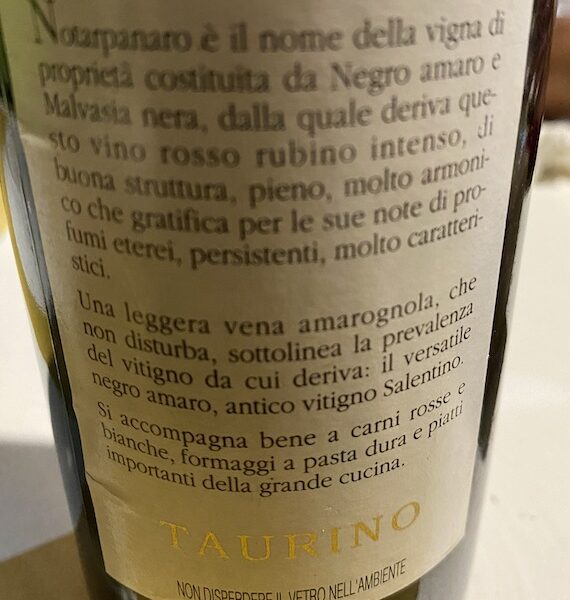 Notarpanaro è il nome della vigna di
proprietà costituita da Negro amaro e
Malvasia nera, dalla quale deriva que-
sto vino rosso rubino intenso, di
buona struttura, pieno, molto armoni-
co che gratifica per le sue note di pro-
fumi eterei, persistenti, molto caratteri-
stici.
Una leggera vena amarognola, che
non disturba, sottolinea la prevalenza
del vitigno da cui deriva: il versatile
negro amaro, antico vitigno Salentino.
Si accompagna bene a carni rosse e
bianche, formaggi a pasta dura e piatti
importanti della grande cucina.
TAURINO
NON DISPERDERE IL VETRO NELL'AMBIENTE